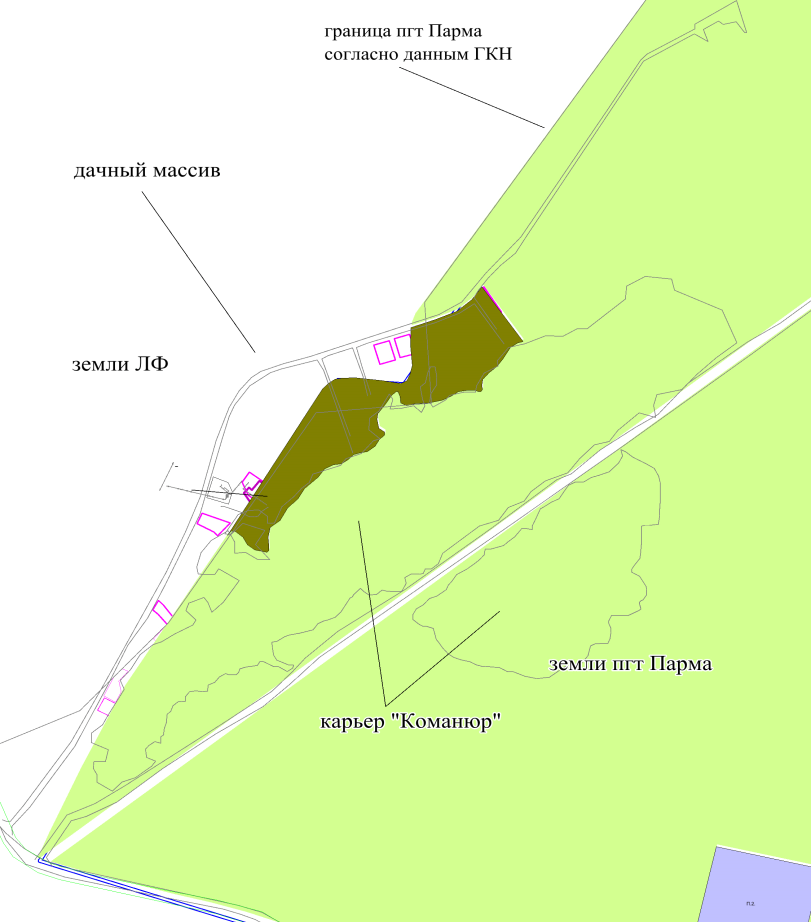 граница пгт Парма
согласно данным ГКН
дачный массив
земли ЛФ
земли пгт Парма
карьер "Команюр"